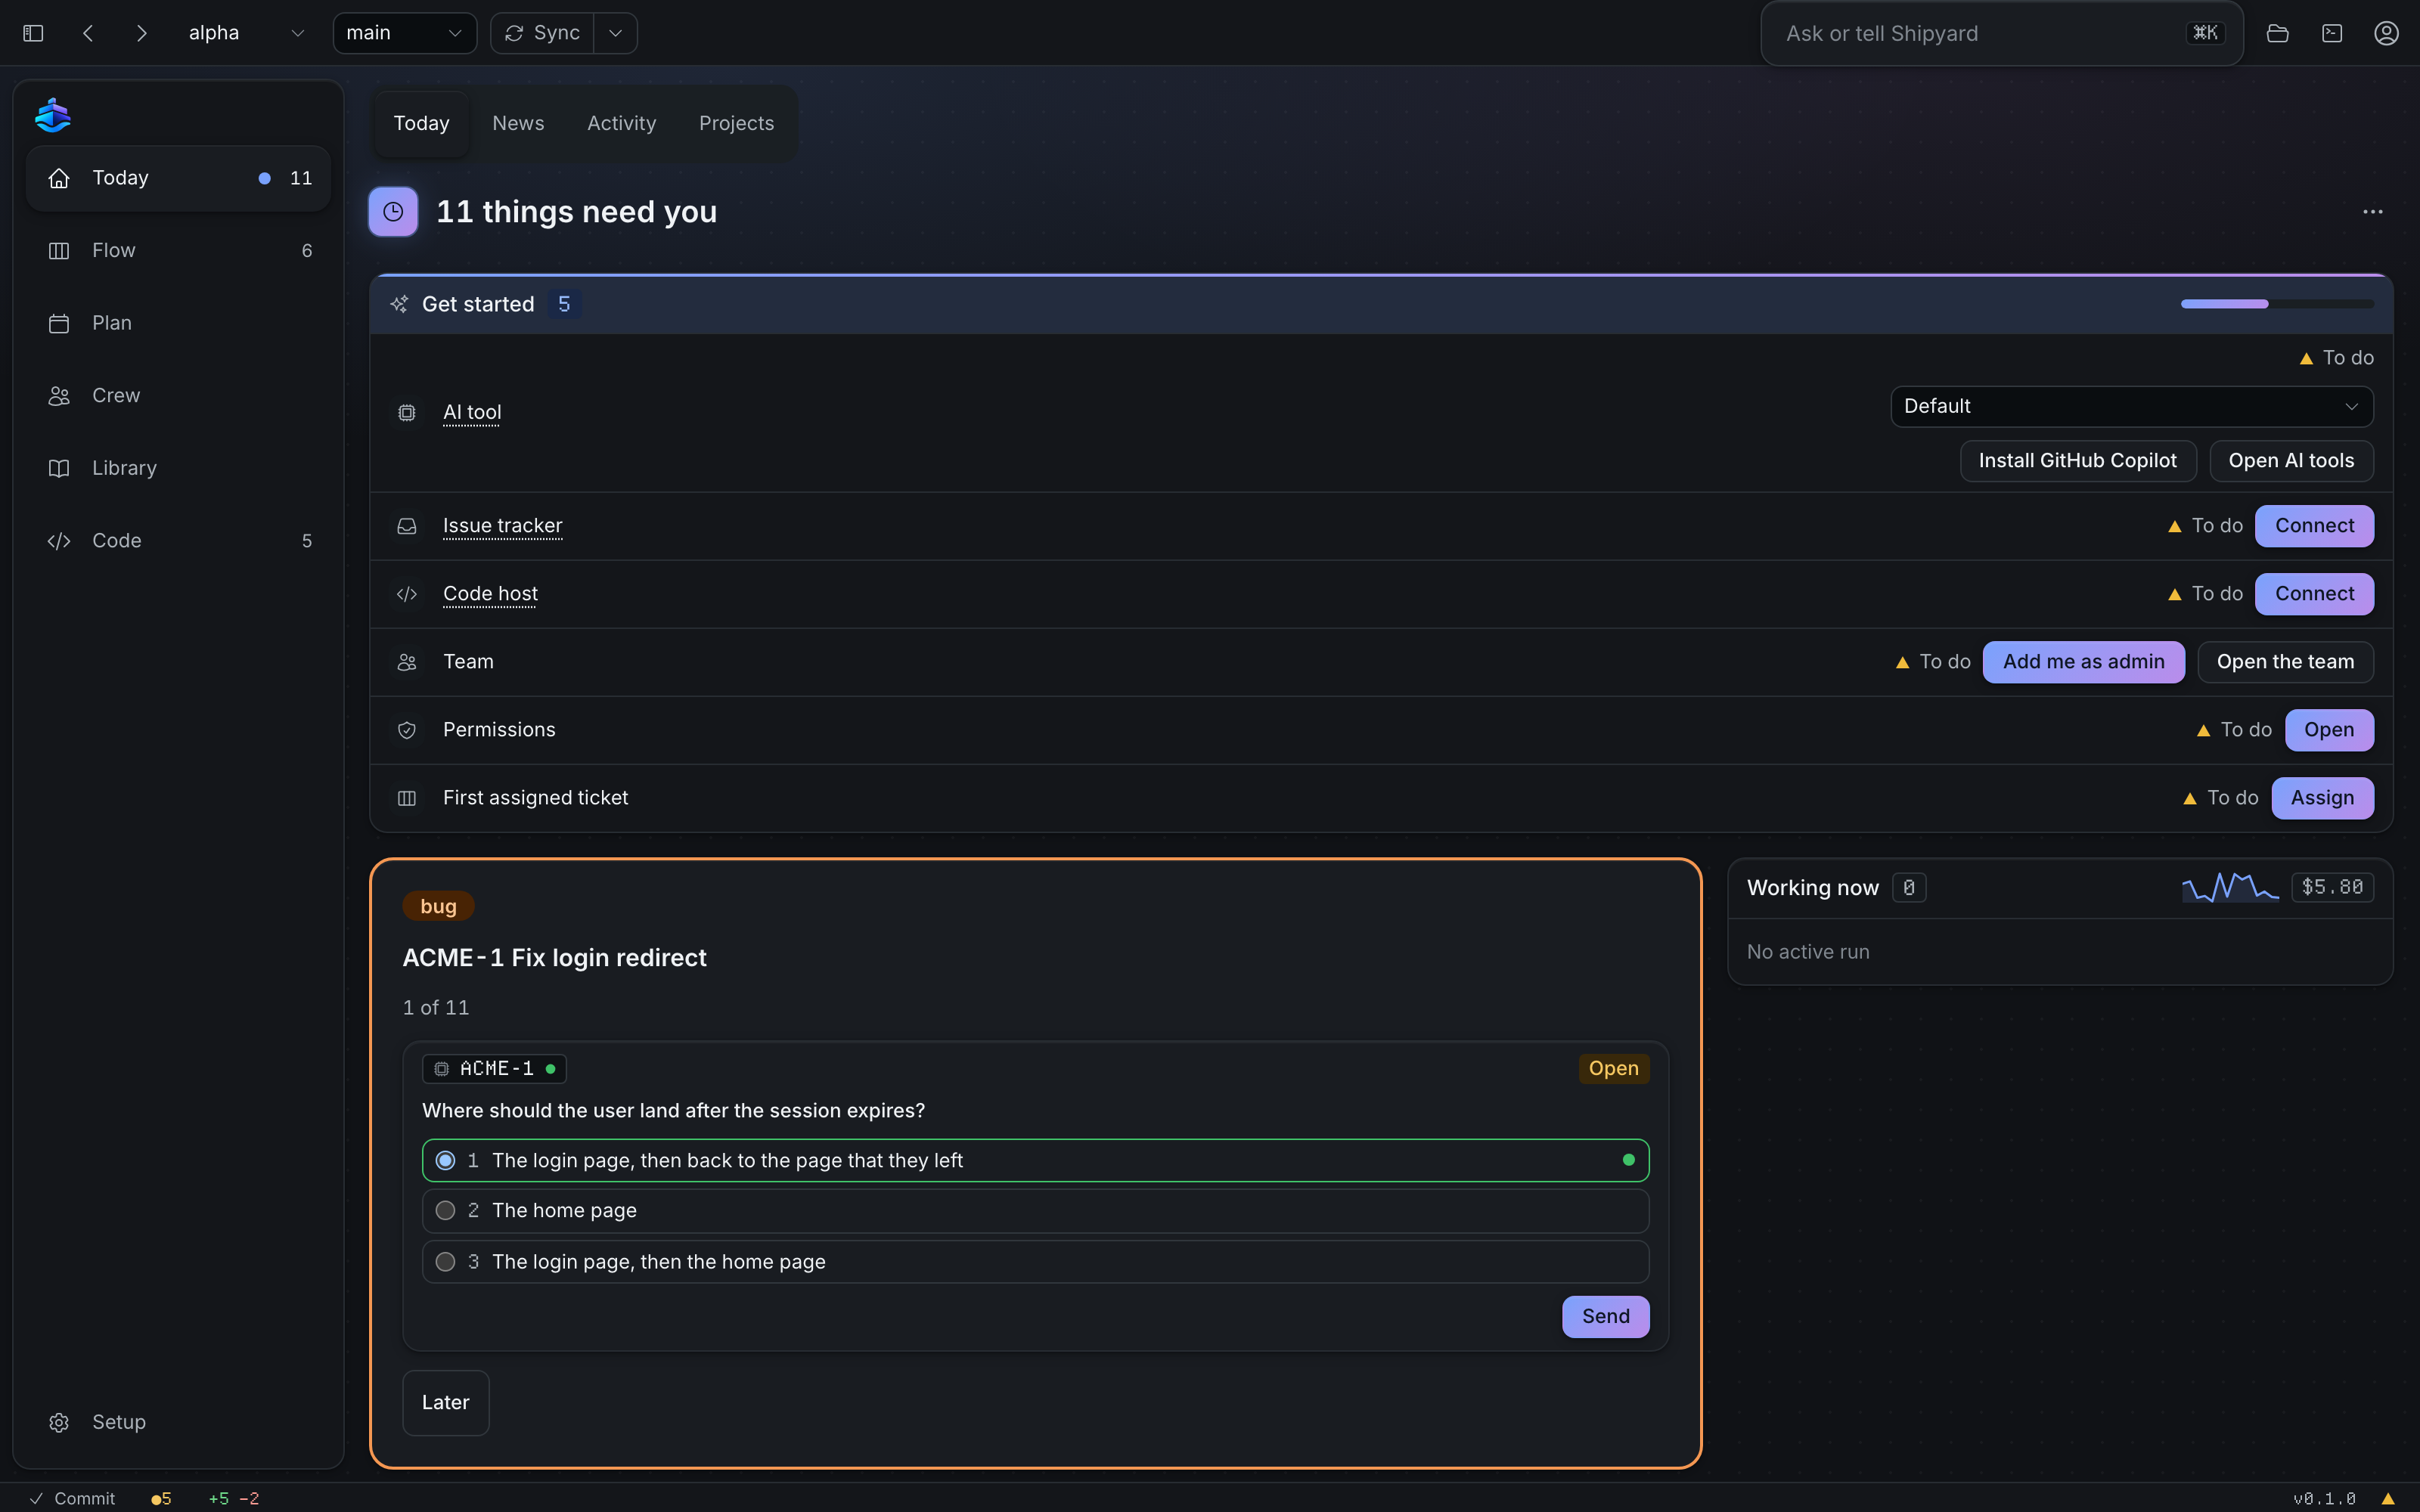 alpha
main
Sync
Ask or tell Shipyard
⌘K
Today 11
Flow 6
Plan
Crew
Library
Code 5
Setup
Today News Activity Projects
11 things need you
Get started 5
To do
AI tool
Default
Install GitHub Copilot
Open AI tools
Issue tracker
To do
Connect
Code host
To do
Connect
Team
To do
Add me as admin
Open the team
Permissions
To do
Open
First assigned ticket
To do
Assign
bug
ACME-1 Fix login redirect
1 of 11
ACME-1
Open
Where should the user land after the session expires?
1 The login page, then back to the page that they left
2 The home page
3 The login page, then the home page
Send
Later
Working now 0
$5.80
No active run
Commit
5
+5 −2
v0.1.0